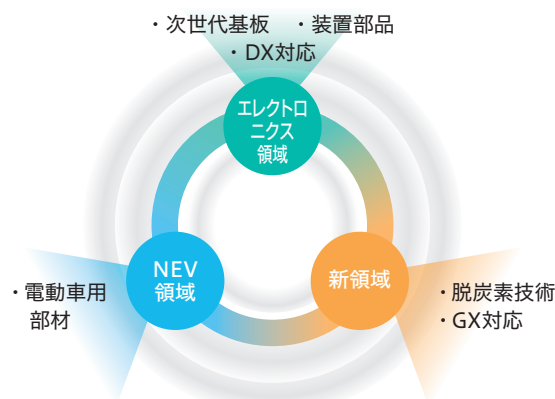 ・次世代基板　・装置部品
・DX対応
エレクトロ
ニクス
領域
NEV
領域
新領域
・電動車用
部材
・脱炭素技術
・GX対応